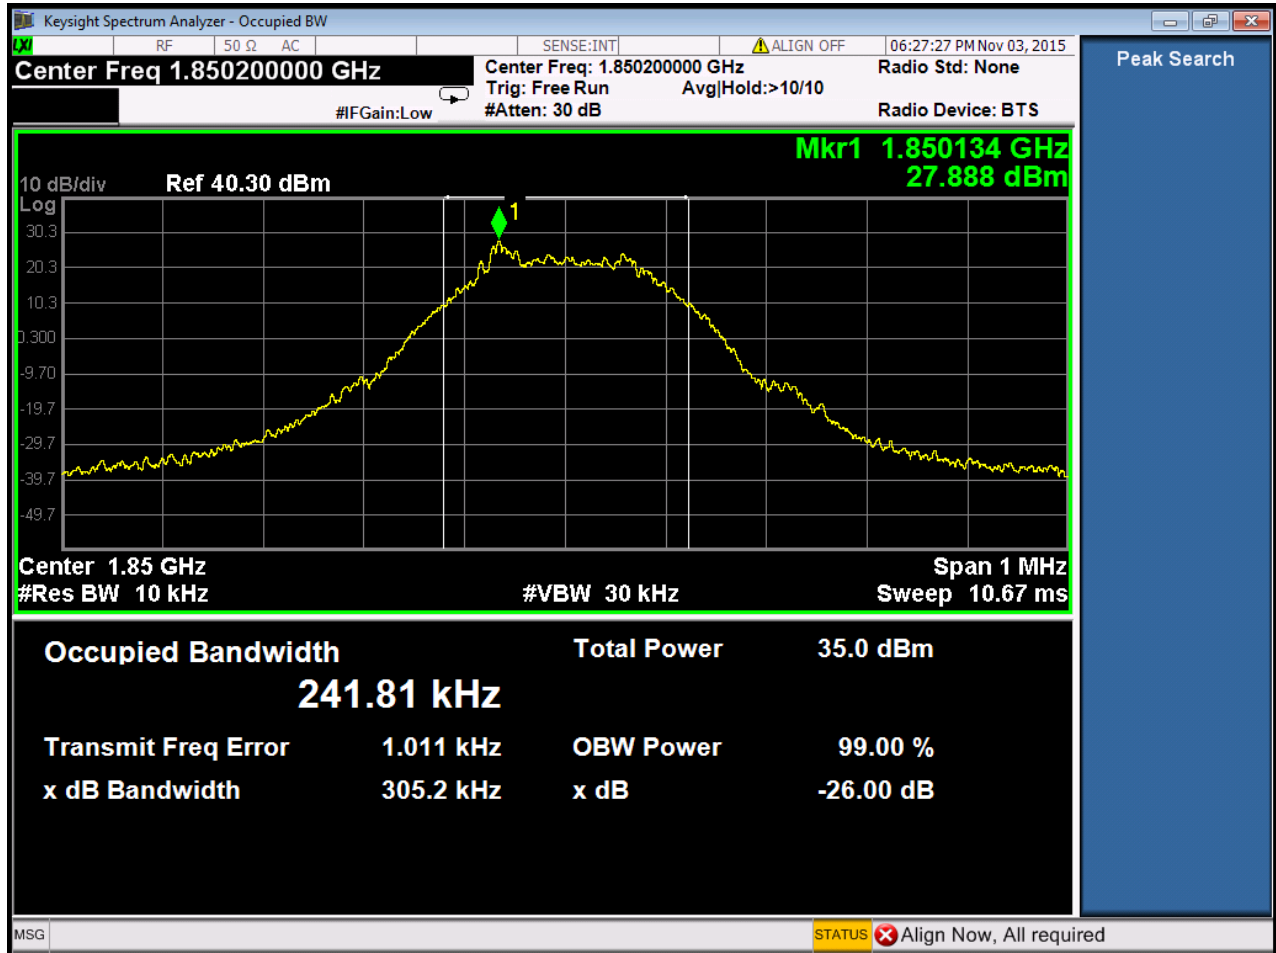 Keysight Spectrum Analyzer - Occupied BW
LXI RF 50 Ω AC SENSE:INT ALIGN OFF 06:27:27 PM Nov 03, 2015
Center Freq 1.850200000 GHz
Center Freq: 1.850200000 GHz
Radio Std: None
Trig: Free Run Avg|Hold:>10/10
#IFGain:Low
#Atten: 30 dB
Radio Device: BTS
Peak Search
Mkr1 1.850134 GHz
27.888 dBm
10 dB/div Ref 40.30 dBm
Log
1
30.3
20.3
10.3
0.300
-9.70
-19.7
-29.7
-39.7
-49.7
Center 1.85 GHz Span 1 MHz
#Res BW 10 kHz #VBW 30 kHz Sweep 10.67 ms
Occupied Bandwidth Total Power 35.0 dBm
241.81 kHz
Transmit Freq Error 1.011 kHz OBW Power 99.00 %
x dB Bandwidth 305.2 kHz x dB -26.00 dB
MSG STATUS Align Now, All required